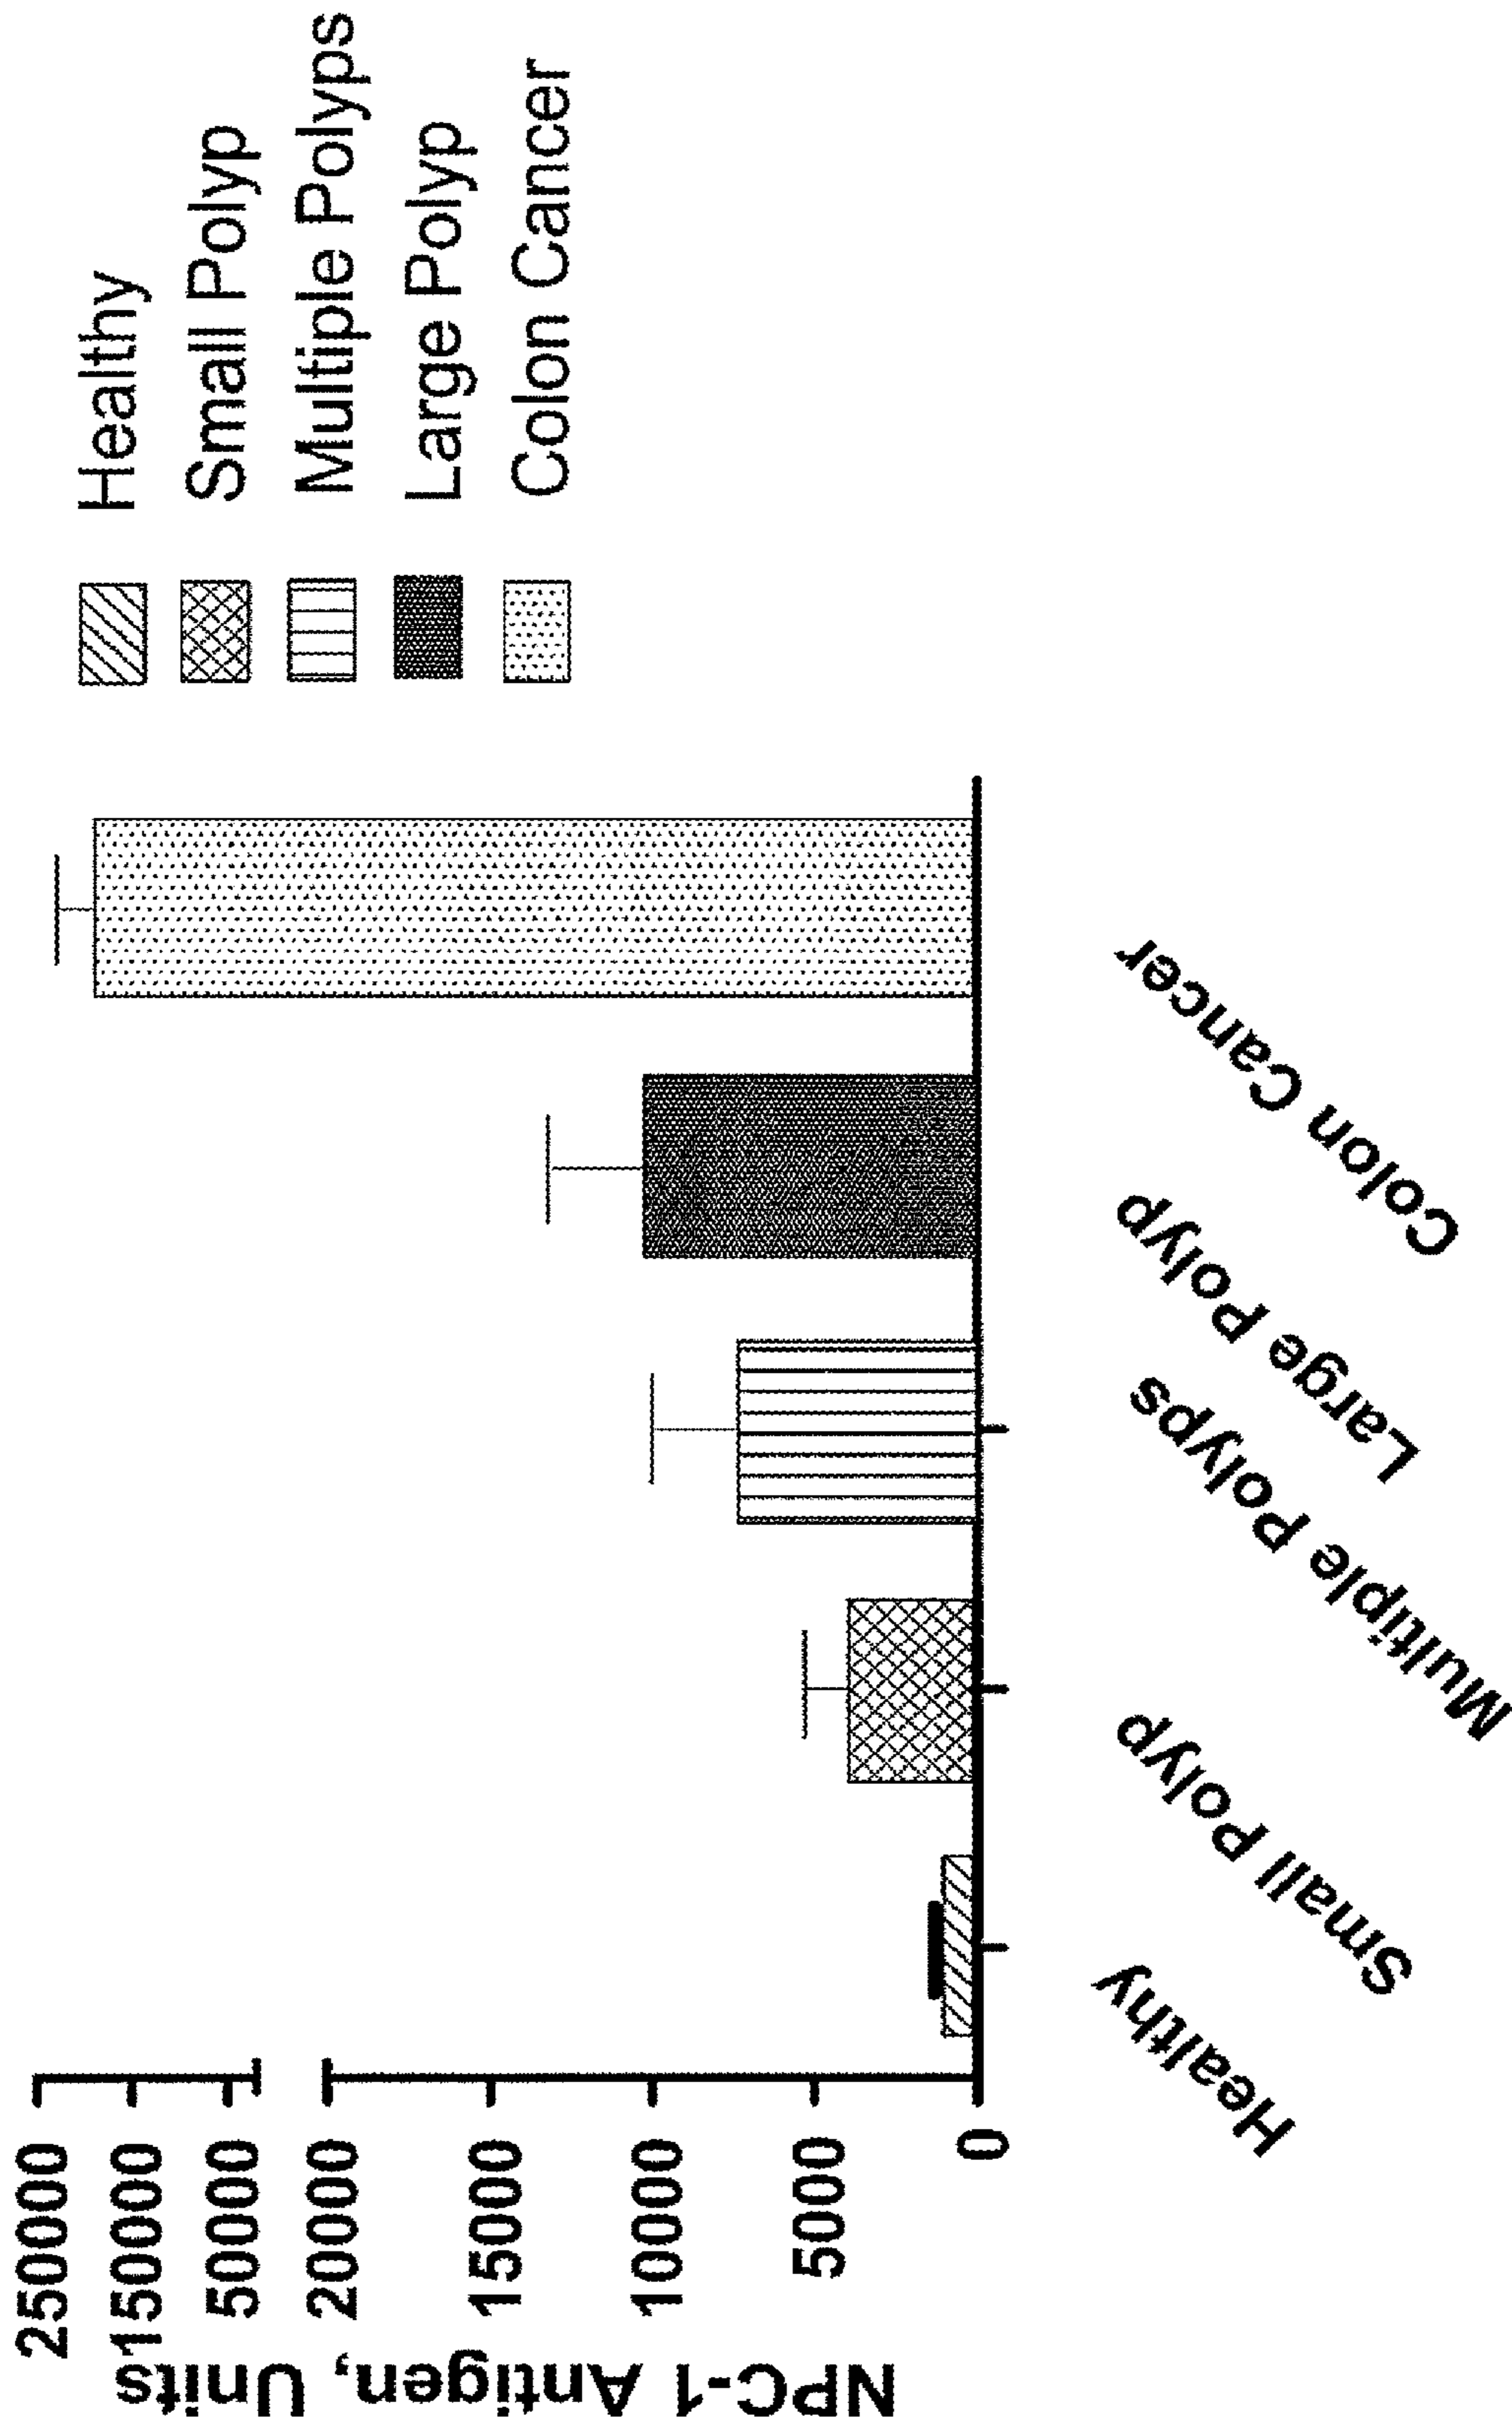 NPC-1 Antigen, Units
250000
150000
50000
20000
15000
10000
5000
0
Healthy
Small Polyp
Multiple Polyps
Large Polyp
Colon Cancer
Healthy
Small Polyp
Multiple Polyps
Large Polyp
Colon Cancer